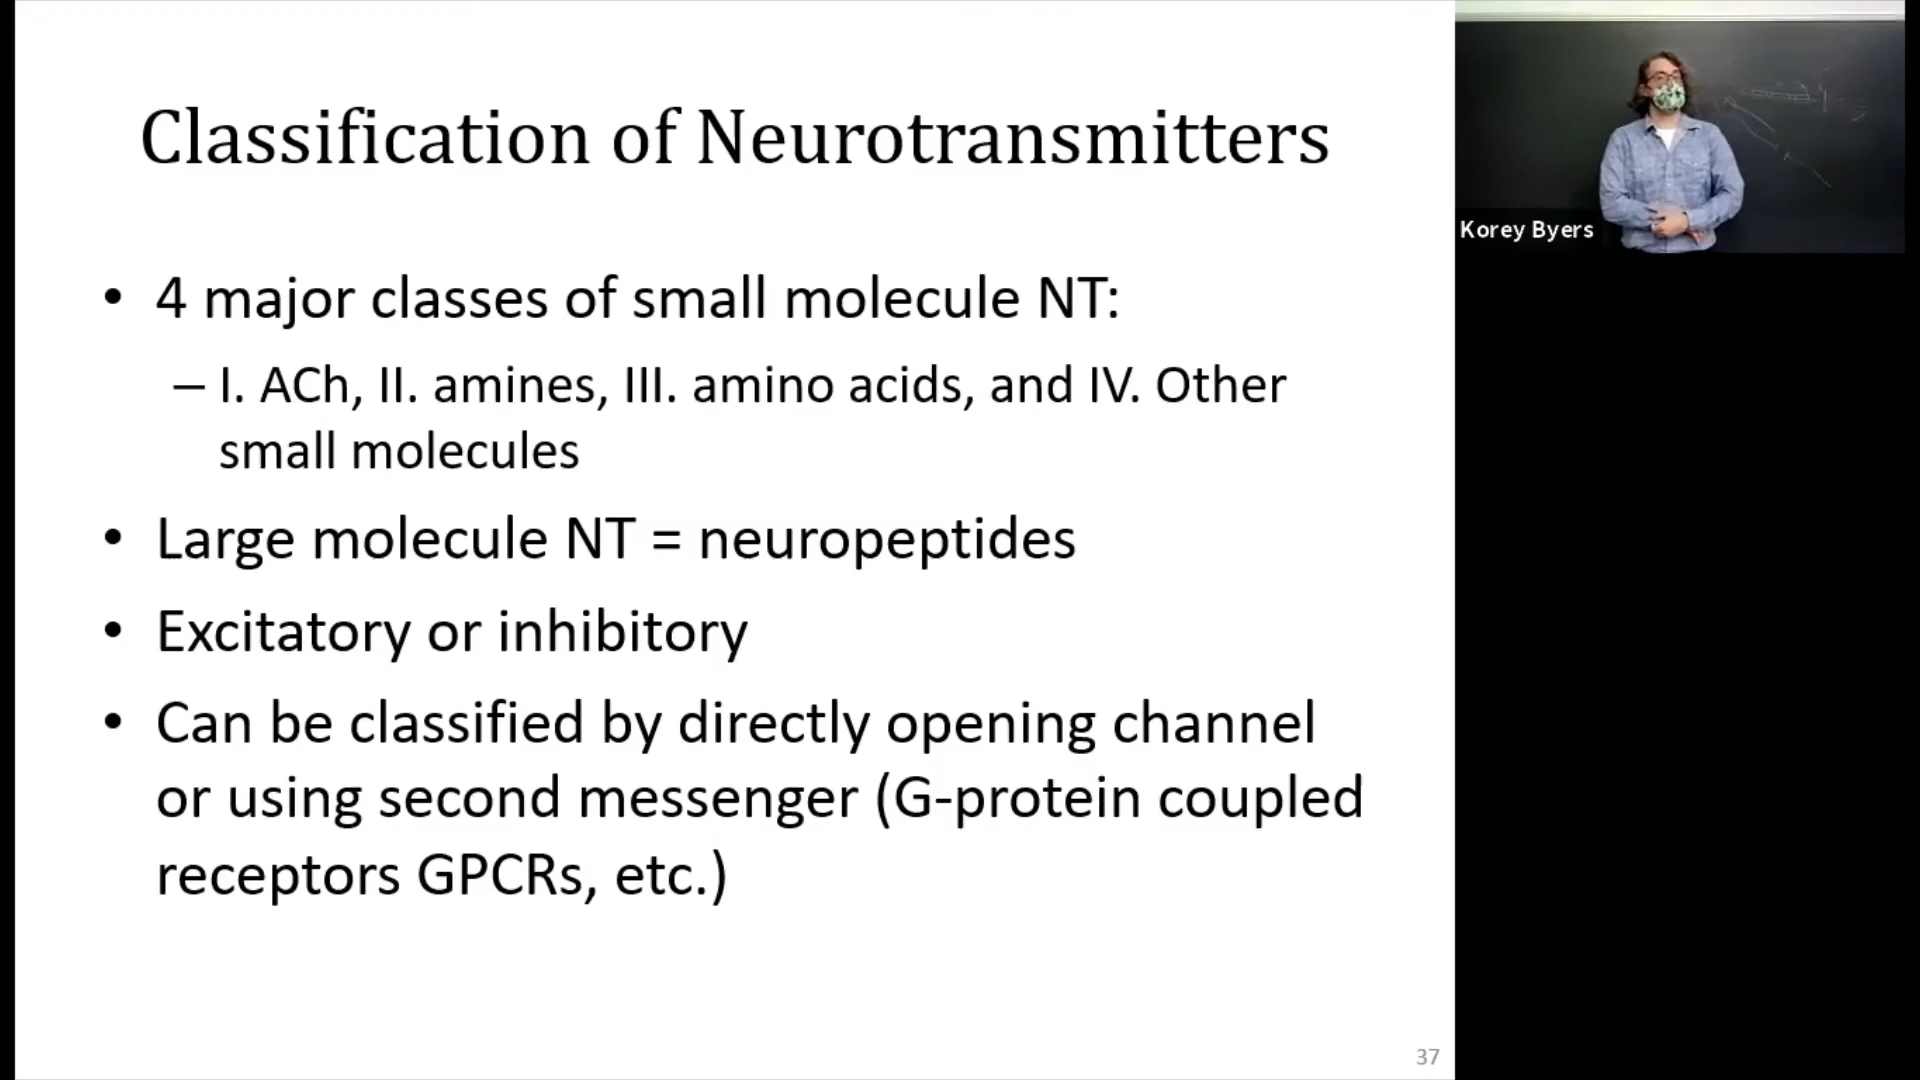 Classification of Neurotransmitters
• 4 major classes of small molecule NT:
– I. ACh, II. amines, III. amino acids, and IV. Other
small molecules
• Large molecule NT = neuropeptides
• Excitatory or inhibitory
• Can be classified by directly opening channel
or using second messenger (G-protein coupled
receptors GPCRs, etc.)
37
Korey Byers